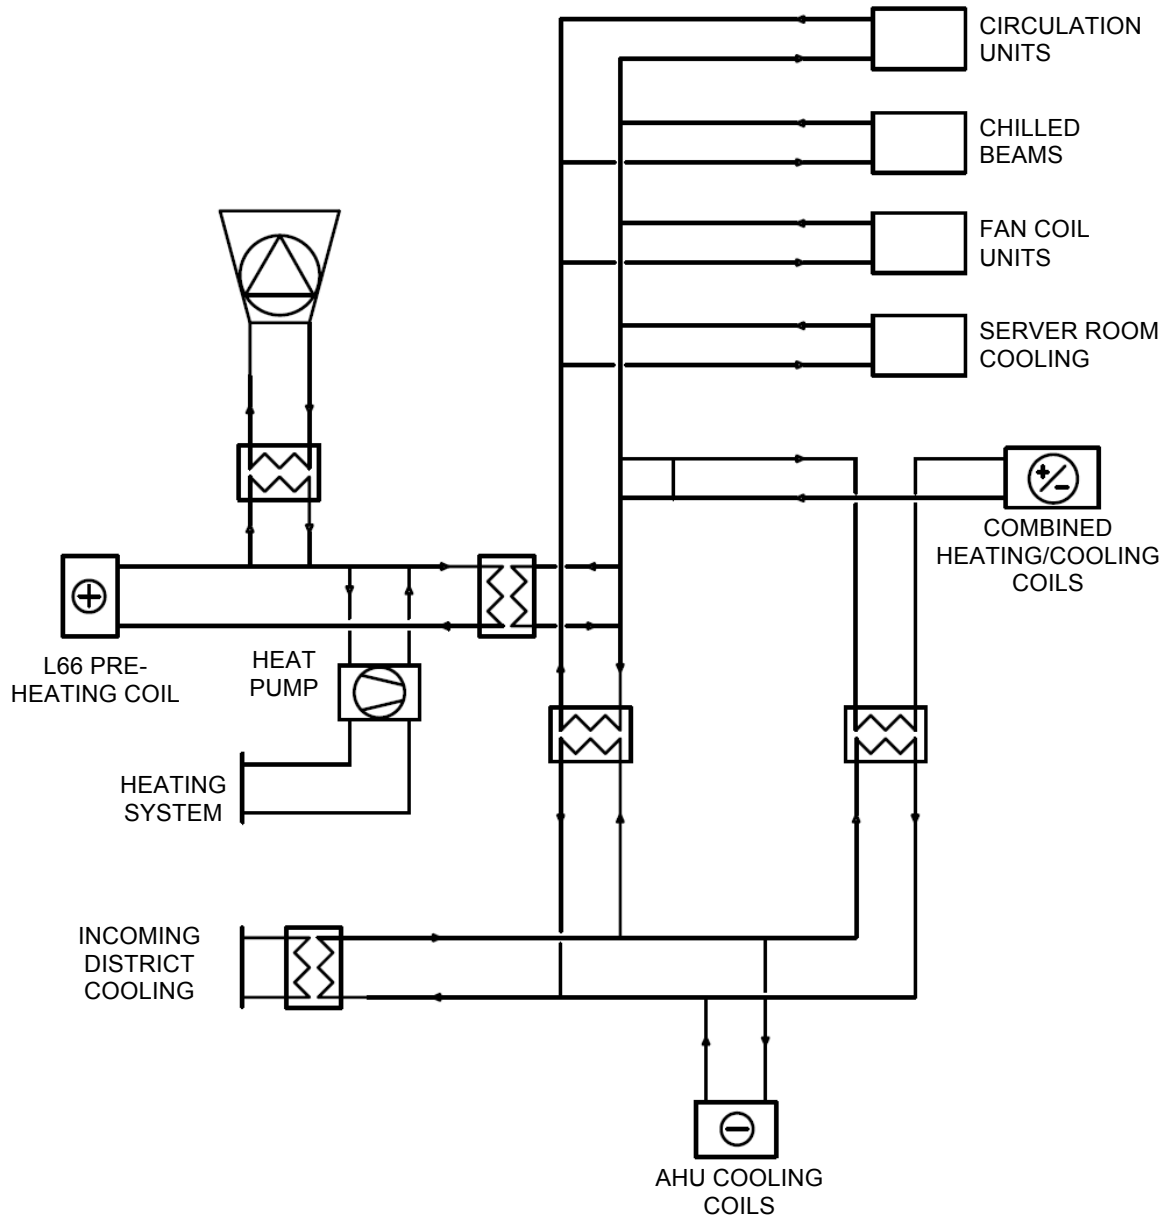 CIRCULATION
UNITS
CHILLED
BEAMS
FAN COIL
UNITS
SERVER ROOM
COOLING
COMBINED
HEATING/COOLING
COILS
L66 PRE-
HEATING COIL
HEAT
PUMP
HEATING
SYSTEM
INCOMING
DISTRICT
COOLING
AHU COOLING
COILS